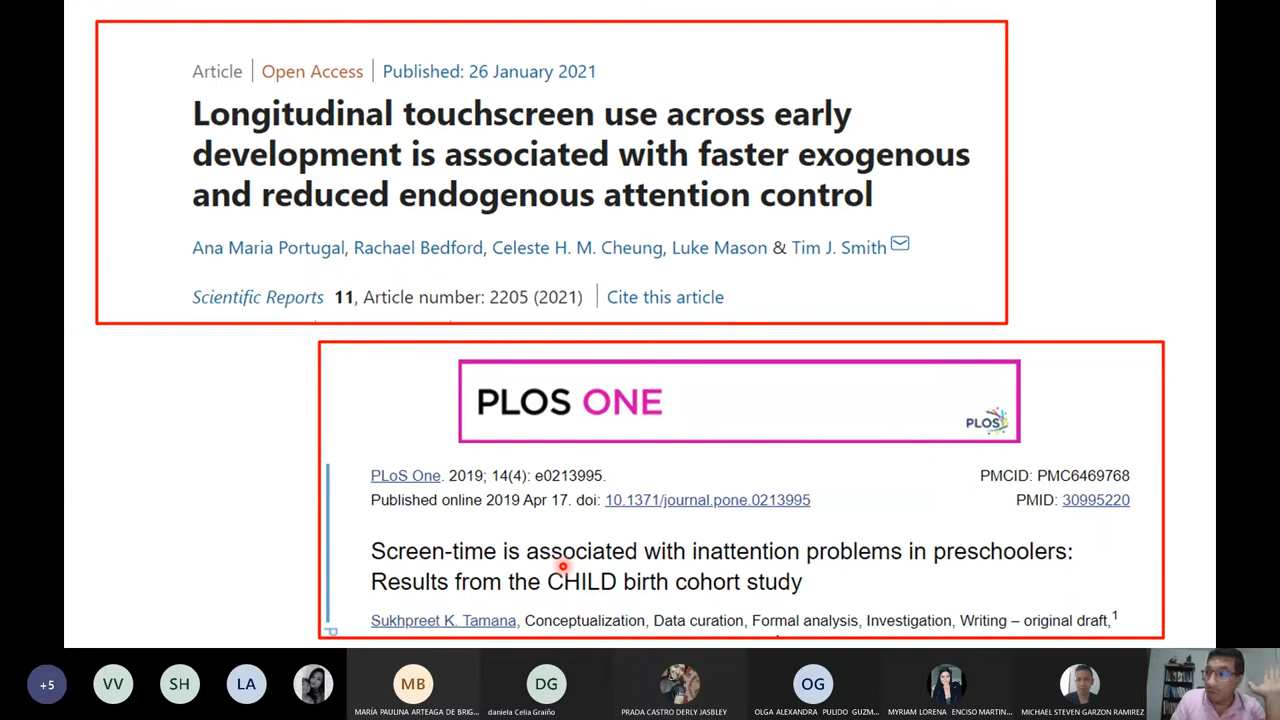 Article | Open Access | Published: 26 January 2021
Longitudinal touchscreen use across early
development is associated with faster exogenous
and reduced endogenous attention control
Ana Maria Portugal, Rachael Bedford, Celeste H. M. Cheung, Luke Mason & Tim J. Smith
Scientific Reports 11, Article number: 2205 (2021) | Cite this article
PLOS ONE
PLOS
PLoS One. 2019; 14(4): e0213995.
PMCID: PMC6469768
Published online 2019 Apr 17. doi: 10.1371/journal.pone.0213995
PMID: 30995220
Screen-time is associated with inattention problems in preschoolers:
Results from the CHILD birth cohort study
Sukhpreet K. Tamana, Conceptualization, Data curation, Formal analysis, Investigation, Writing – original draft,1
+5
VV
SH
LA
MB
DG
OG
MARÍA PAULINA ARTEAGA DE BRIG...
daniela Celia Graiño
PRADA CASTRO DERLY JASBLEY
OLGA ALEXANDRA PULIDO GUZM...
MYRIAM LORENA ENCISO MARTIN...
MICHAEL STEVEN GARZON RAMIREZ